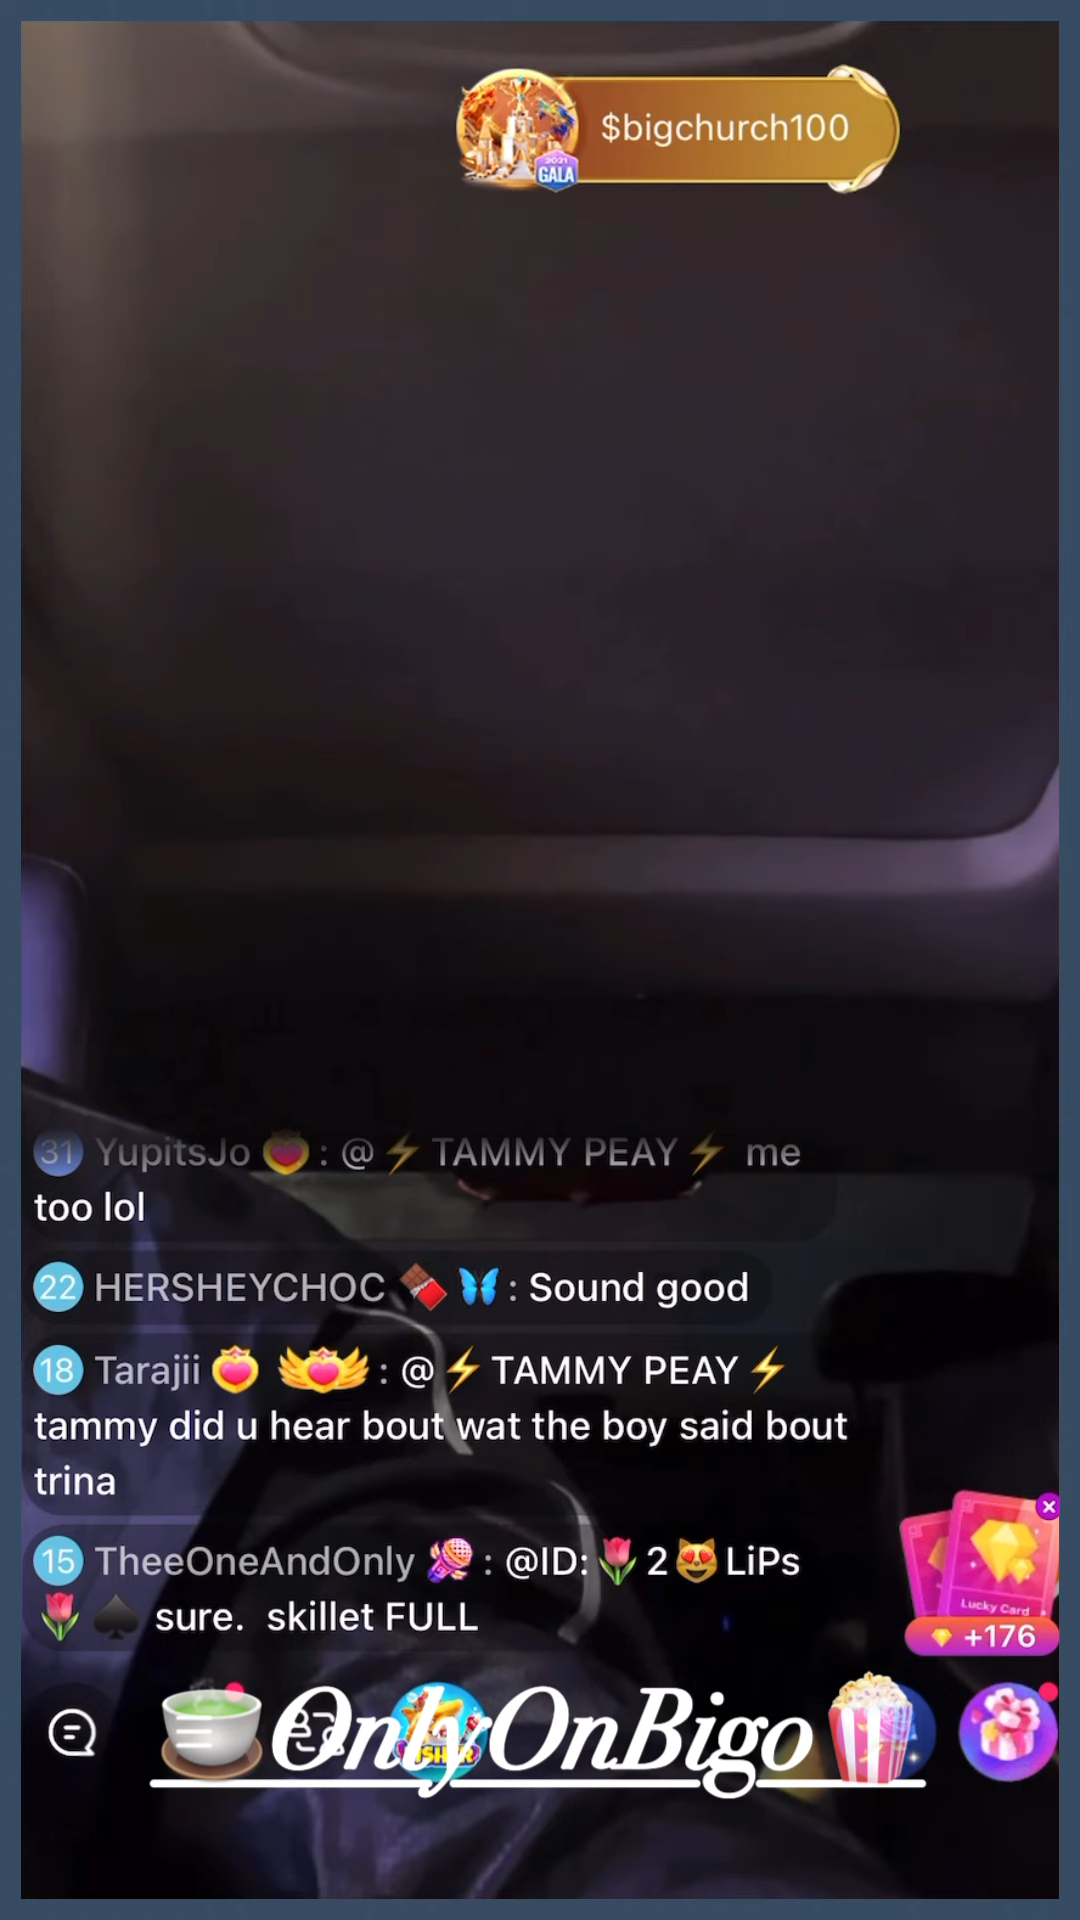 $bigchurch100
2021
GALA
31 YupitsJo : @⚡TAMMY PEAY⚡ me
too lol
22 HERSHEYCHOC 🍫 🦋 : Sound good
18 Tarajii : @⚡TAMMY PEAY⚡
tammy did u hear bout wat the boy said bout
trina
15 TheeOneAndOnly : @ID:🌷2😻LiPs
🌷♠️ sure. skillet FULL
Lucky Card
+176
🍵 OnlyOnBigo 🍿